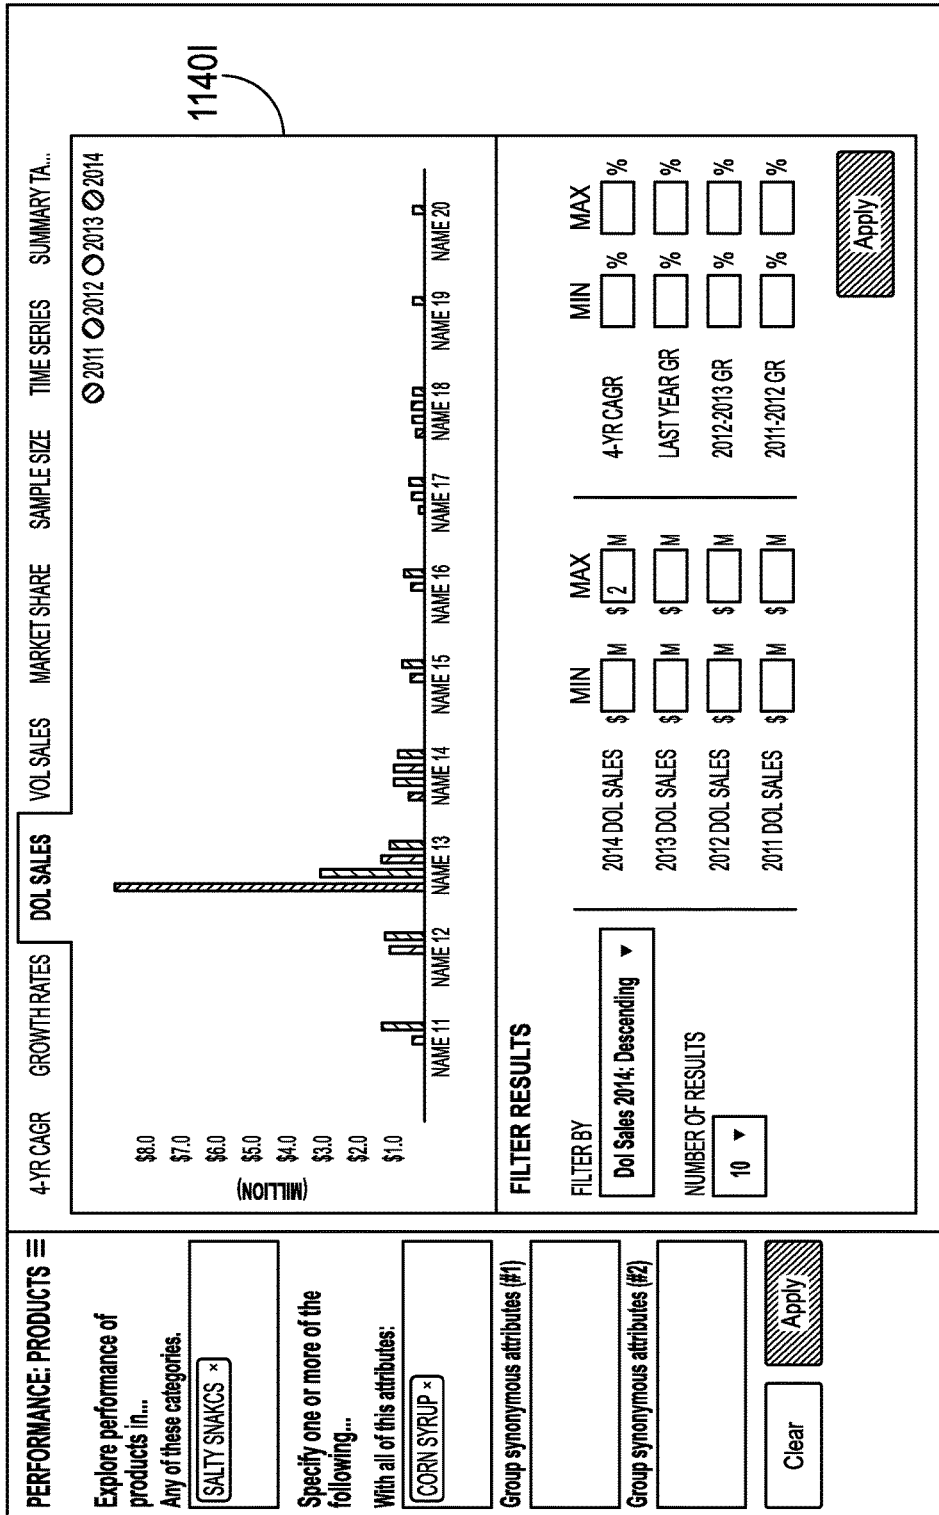 PERFORMANCE: PRODUCTS =
Explore performance of
products in...
Any of these categories.
SALTY SNAKCS ×
Specify one or more of the
following...
With all of this attributes:
CORN SYRUP ×
Group synonymous attributes (#1)
Group synonymous attributes (#2)
Clear
Apply
4-YR CAGR GROWTH RATES DOL SALES VOL SALES MARKET SHARE SAMPLE SIZE TIME SERIES SUMMARY TA...
2011 2012 2013 2014
1140I
(MILLION)
$8.0
$7.0
$6.0
$5.0
$4.0
$3.0
$2.0
$1.0
NAME 11 NAME 12 NAME 13 NAME 14 NAME 15 NAME 16 NAME 17 NAME 18 NAME 19 NAME 20
FILTER RESULTS
FILTER BY
Dol Sales 2014: Descending ▼
NUMBER OF RESULTS
10 ▼
MIN MAX
2014 DOL SALES $ M $ 2 M
2013 DOL SALES $ M $ M
2012 DOL SALES $ M $ M
2011 DOL SALES $ M $ M
MIN MAX
4-YR CAGR % %
LAST YEAR GR % %
2012-2013 GR % %
2011-2012 GR % %
Apply